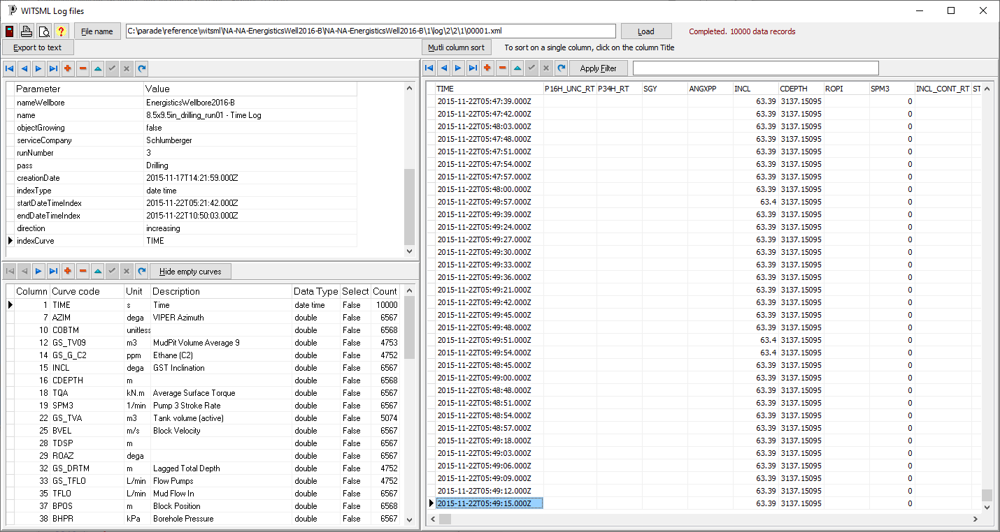 WITSML Log files
File name C:\parade\reference\witsml\NA-NA-EnergisticsWell2016-B\NA-NA-EnergisticsWell2016-B\1\log\2\2\1\00001.xml Load Completed. 10000 data records
Export to text Mutli column sort To sort on a single column, click on the column Title
Apply Filter
Parameter Value
nameWellbore EnergisticsWellbore2016-B
name 8.5x9.5in_drilling_run01 - Time Log
objectGrowing false
serviceCompany Schlumberger
runNumber 3
pass Drilling
creationDate 2015-11-17T14:21:59.000Z
indexType date time
startDateTimeIndex 2015-11-22T05:21:42.000Z
endDateTimeIndex 2015-11-22T10:50:03.000Z
direction increasing
indexCurve TIME
Hide empty curves
Column Curve code Unit Description Data Type Select Count
1 TIME s Time date time False 10000
7 AZIM dega VIPER Azimuth double False 6567
10 COBTM unitless double False 6568
12 GS_TV09 m3 MudPit Volume Average 9 double False 4753
14 GS_G_C2 ppm Ethane (C2) double False 4752
15 INCL dega GST Inclination double False 6567
16 CDEPTH m double False 6568
18 TQA kN.m Average Surface Torque double False 6567
19 SPM3 1/min Pump 3 Stroke Rate double False 6567
22 GS_TVA m3 Tank volume (active) double False 5074
25 BVEL m/s Block Velocity double False 6567
28 TDSP m double False 6567
29 ROAZ dega double False 6567
32 GS_DRTM m Lagged Total Depth double False 4752
33 GS_TFLO L/min Flow Pumps double False 4752
35 TFLO L/min Mud Flow In double False 6567
37 BPOS m Block Position double False 6568
38 BHPR kPa Borehole Pressure double False 6567
TIME P16H_UNC_RT P34H_RT SGY ANGXPP INCL CDEPTH ROPI SPM3 INCL_CONT_RT ST
2015-11-22T05:47:39.000Z 63.39 3137.15095 0
2015-11-22T05:47:42.000Z 63.39 3137.15095 0
2015-11-22T05:48:03.000Z 63.39 3137.15095 0
2015-11-22T05:47:48.000Z 63.39 3137.15095 0
2015-11-22T05:47:51.000Z 63.39 3137.15095 0
2015-11-22T05:47:54.000Z 63.39 3137.15095 0
2015-11-22T05:47:57.000Z 63.39 3137.15095 0
2015-11-22T05:48:00.000Z 63.39 3137.15095 0
2015-11-22T05:49:57.000Z 63.4 3137.15095 0
2015-11-22T05:49:39.000Z 63.39 3137.15095 0
2015-11-22T05:49:24.000Z 63.39 3137.15095 0
2015-11-22T05:49:27.000Z 63.39 3137.15095 0
2015-11-22T05:49:30.000Z 63.39 3137.15095 0
2015-11-22T05:49:33.000Z 63.39 3137.15095 0
2015-11-22T05:49:36.000Z 63.39 3137.15095 0
2015-11-22T05:49:21.000Z 63.39 3137.15095 0
2015-11-22T05:49:42.000Z 63.39 3137.15095 0
2015-11-22T05:49:45.000Z 63.39 3137.15095 0
2015-11-22T05:49:48.000Z 63.39 3137.15095 0
2015-11-22T05:49:51.000Z 63.4 3137.15095 0
2015-11-22T05:49:54.000Z 63.4 3137.15095 0
2015-11-22T05:48:45.000Z 63.39 3137.15095 0
2015-11-22T05:49:00.000Z 63.39 3137.15095 0
2015-11-22T05:48:48.000Z 63.39 3137.15095 0
2015-11-22T05:48:51.000Z 63.39 3137.15095 0
2015-11-22T05:48:54.000Z 63.39 3137.15095 0
2015-11-22T05:48:57.000Z 63.39 3137.15095 0
2015-11-22T05:49:18.000Z 63.39 3137.15095 0
2015-11-22T05:49:03.000Z 63.39 3137.15095 0
2015-11-22T05:49:06.000Z 63.39 3137.15095 0
2015-11-22T05:49:09.000Z 63.39 3137.15095 0
2015-11-22T05:49:12.000Z 63.39 3137.15095 0
2015-11-22T05:49:15.000Z 63.39 3137.15095 0